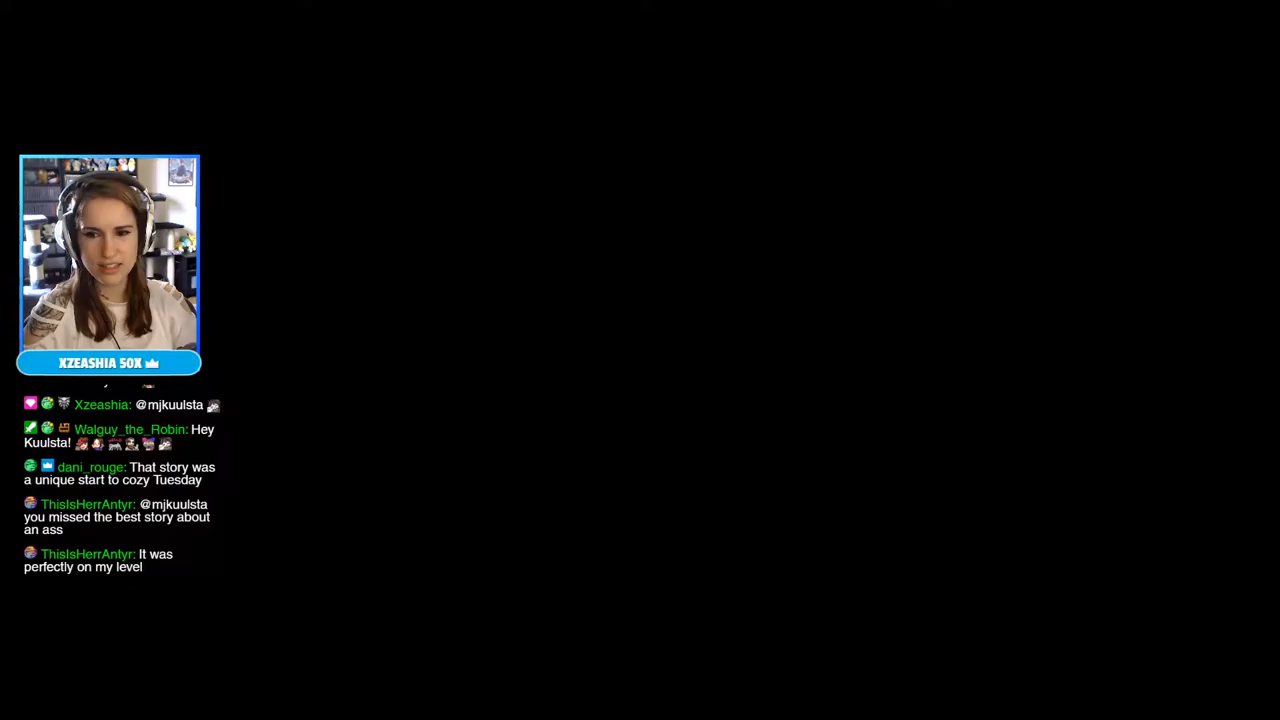 XZEASHIA 50X
Xzeashia: @mjkuulsta
Walguy_the_Robin: Hey
Kuulsta!
dani_rouge: That story was
a unique start to cozy Tuesday
ThisIsHerrAntyr: @mjkuulsta
you missed the best story about
an ass
ThisIsHerrAntyr: It was
perfectly on my level